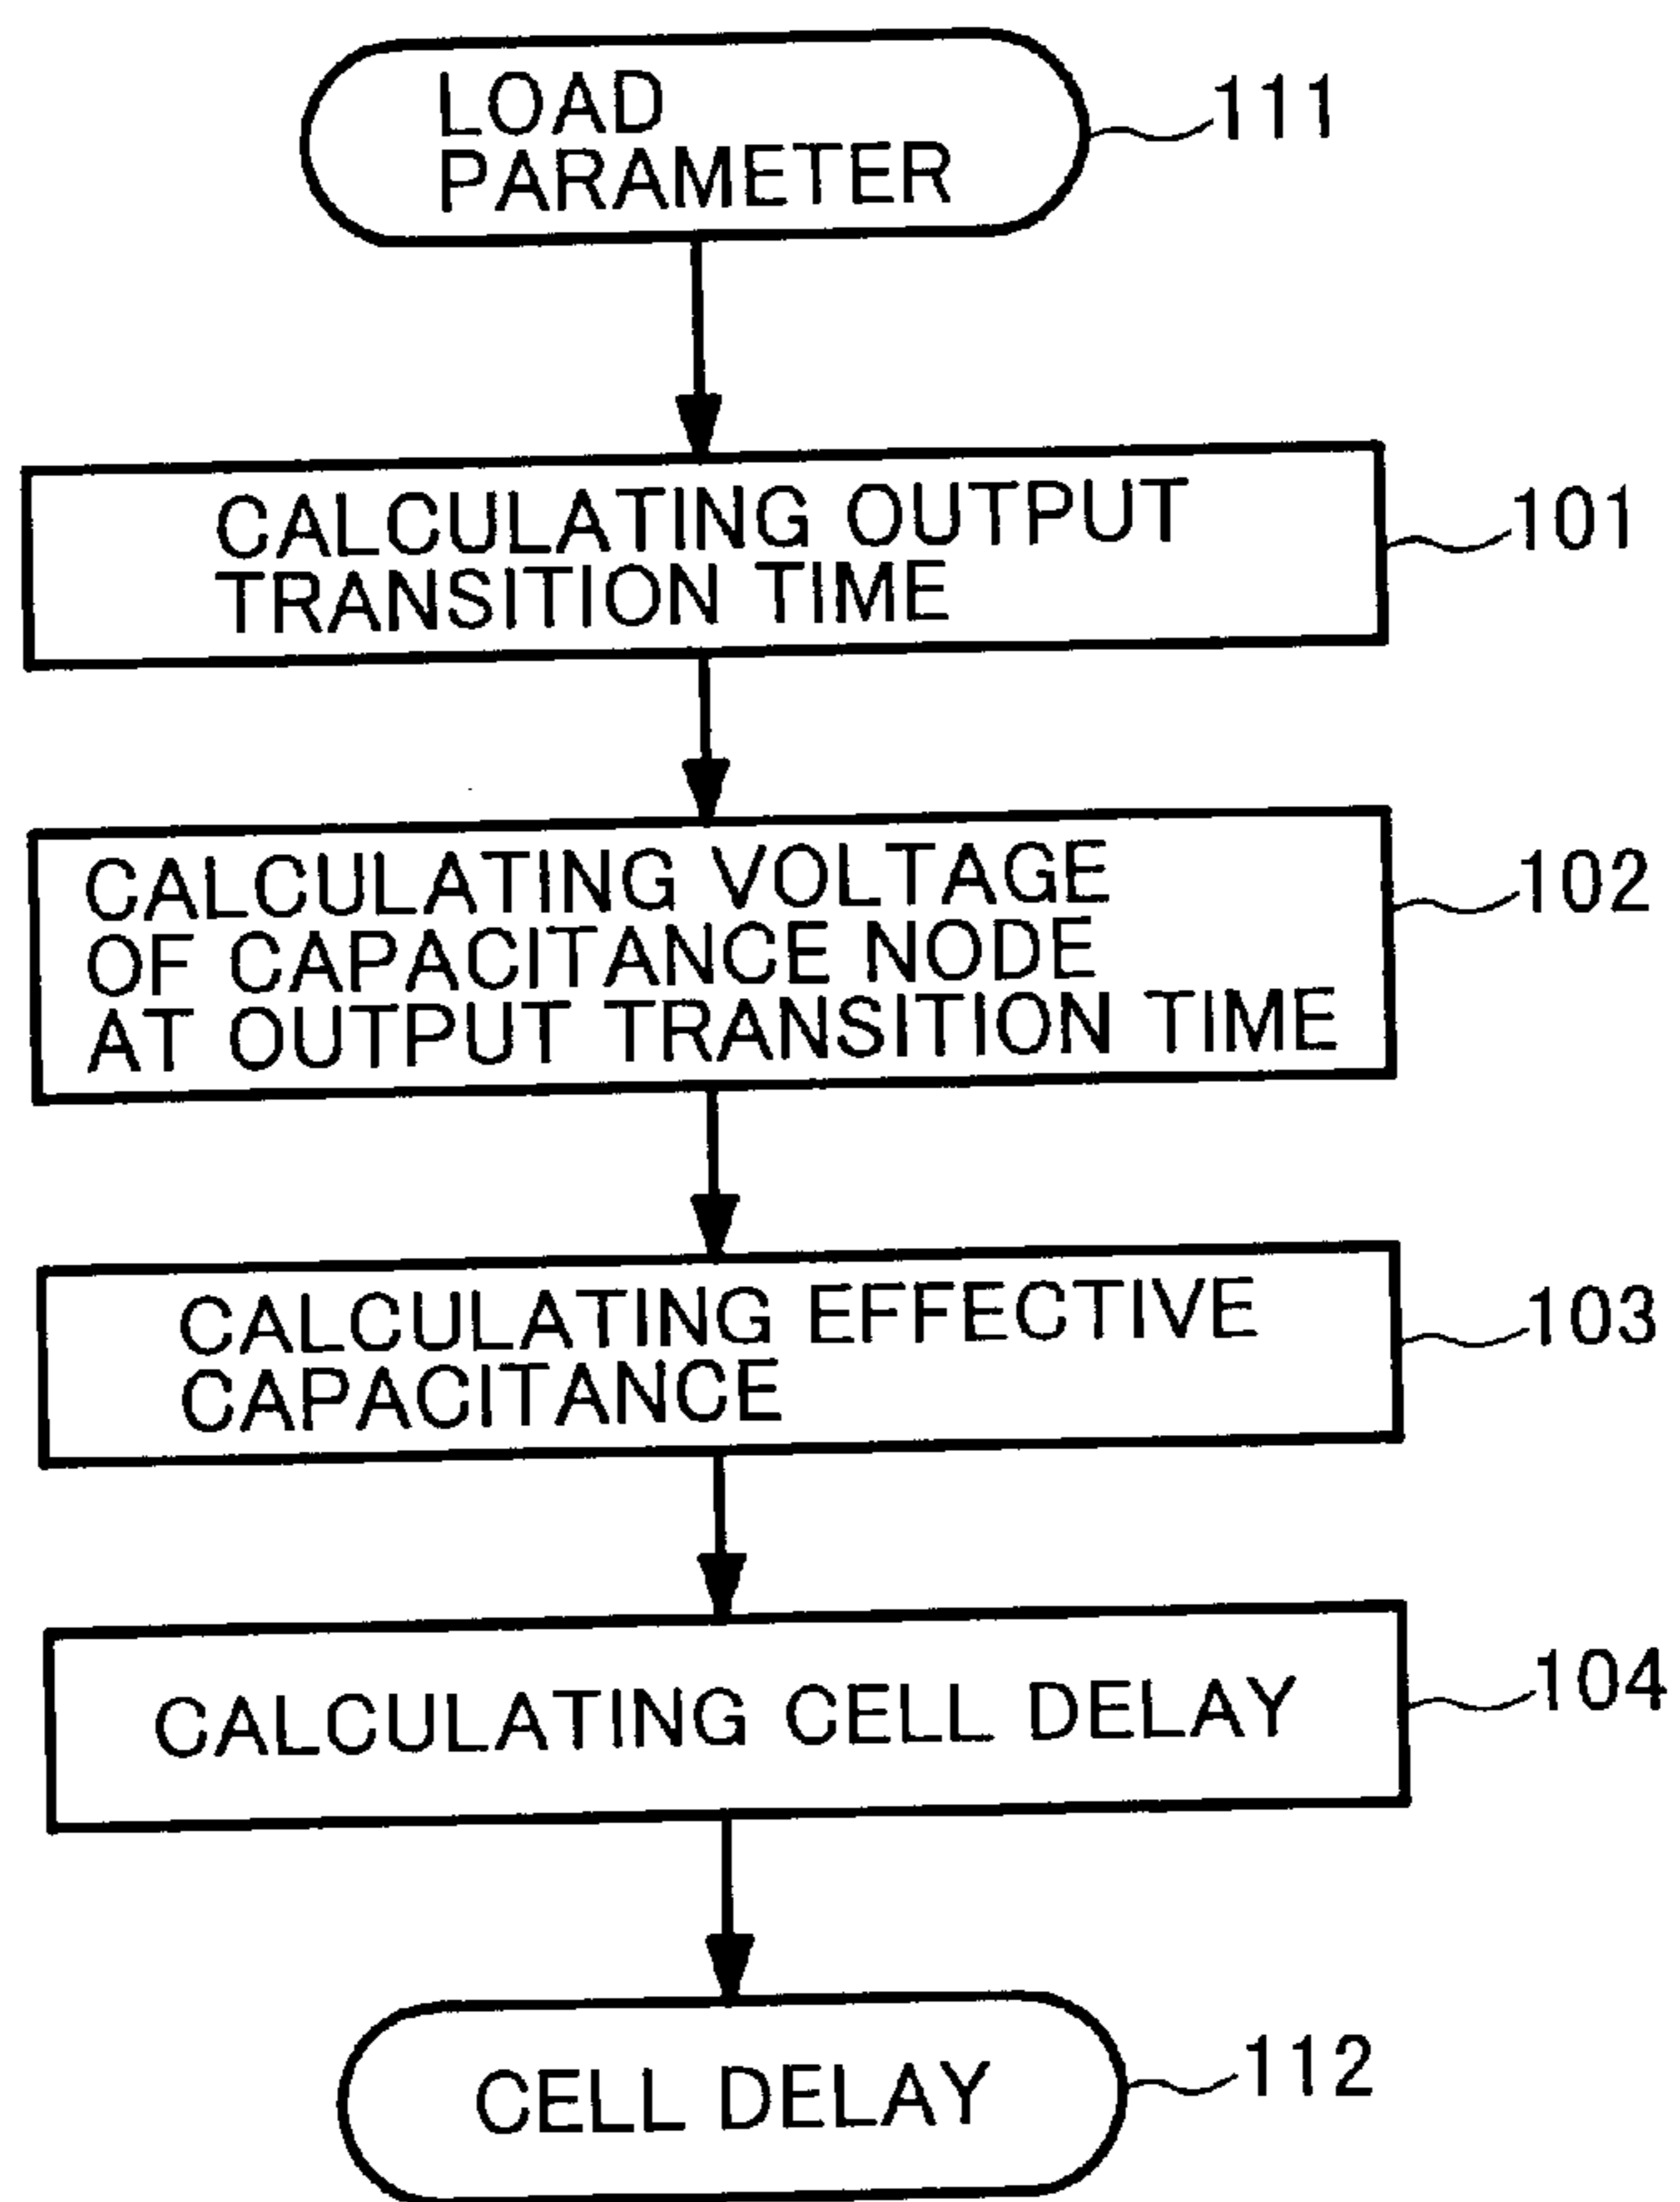 LOAD
PARAMETER
111
CALCULATING OUTPUT
TRANSITION TIME
101
CALCULATING VOLTAGE
OF CAPACITANCE NODE
AT OUTPUT TRANSITION TIME
102
CALCULATING EFFECTIVE
CAPACITANCE
103
CALCULATING CELL DELAY
104
CELL DELAY
112